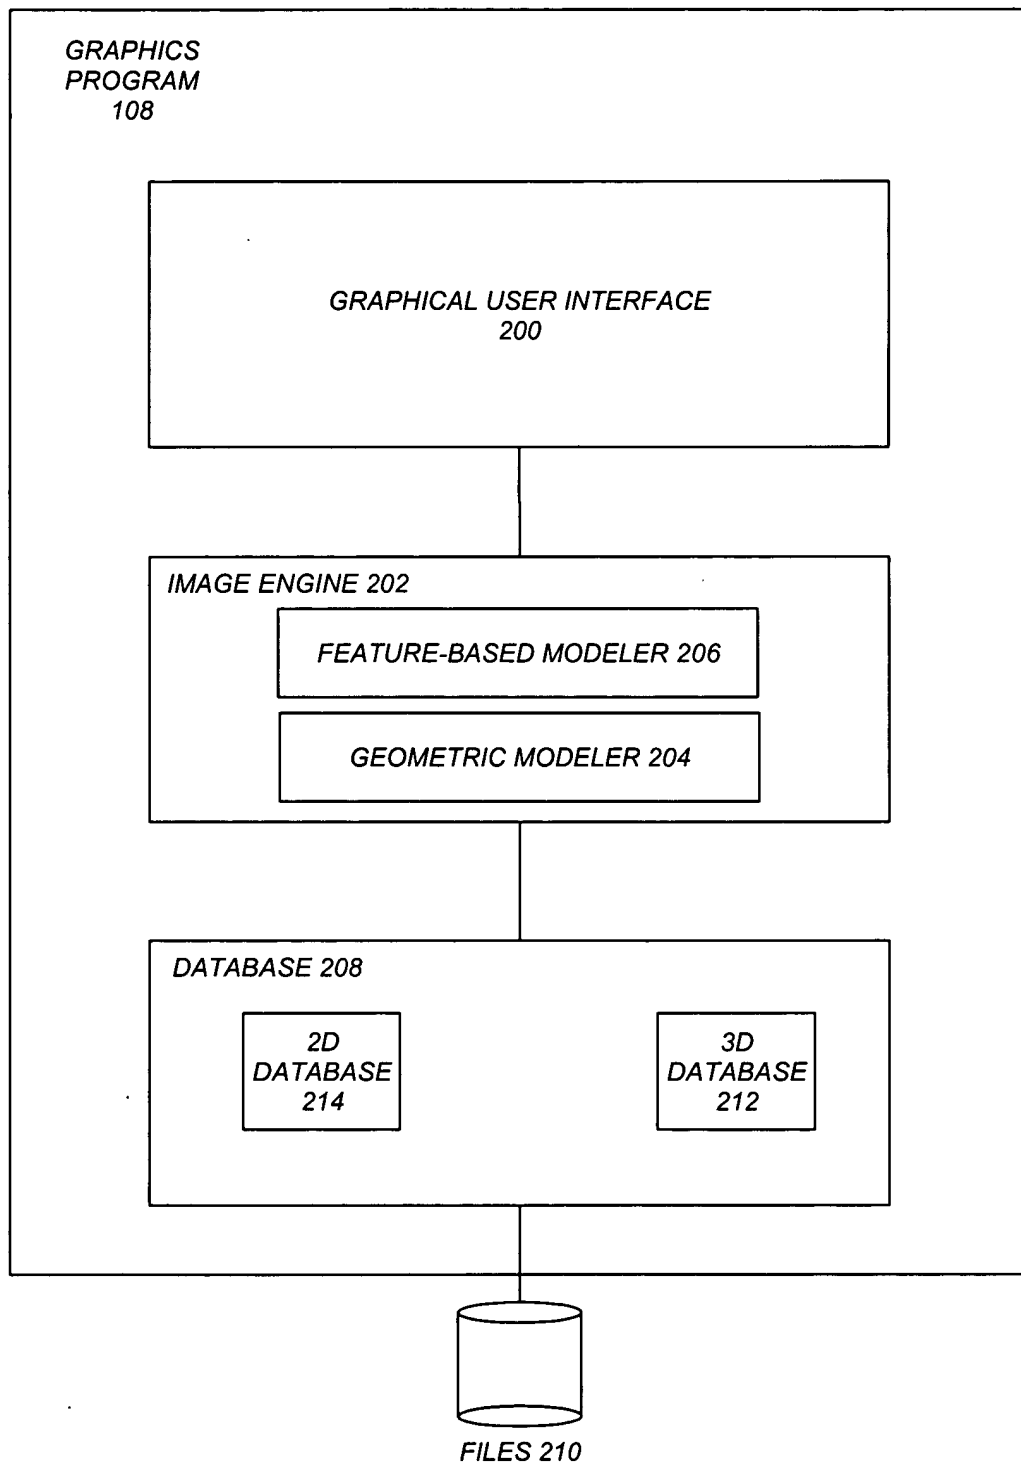 GRAPHICS
PROGRAM
108
GRAPHICAL USER INTERFACE
200
IMAGE ENGINE 202
FEATURE-BASED MODELER 206
GEOMETRIC MODELER 204
DATABASE 208
2D
DATABASE
214
3D
DATABASE
212
FILES 210